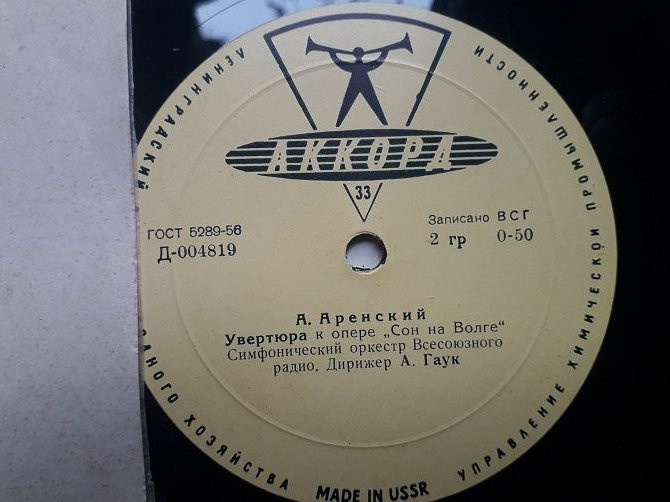 ЛЕНИНГРАДСКИЙ
НАРОДНОГО ХОЗЯЙСТВА
УПРАВЛЕНИЕ ХИМИЧЕСКОЙ ПРОМЫШЛЕННОСТИ
АККОРД
33
ГОСТ 5289-56
Д-004819
Записано ВСГ
2 гр 0-50
А. Аренский
Увертюра к опере „Сон на Волге“
Симфонический оркестр Всесоюзного
радио. Дирижер А. Гаук
MADE IN USSR